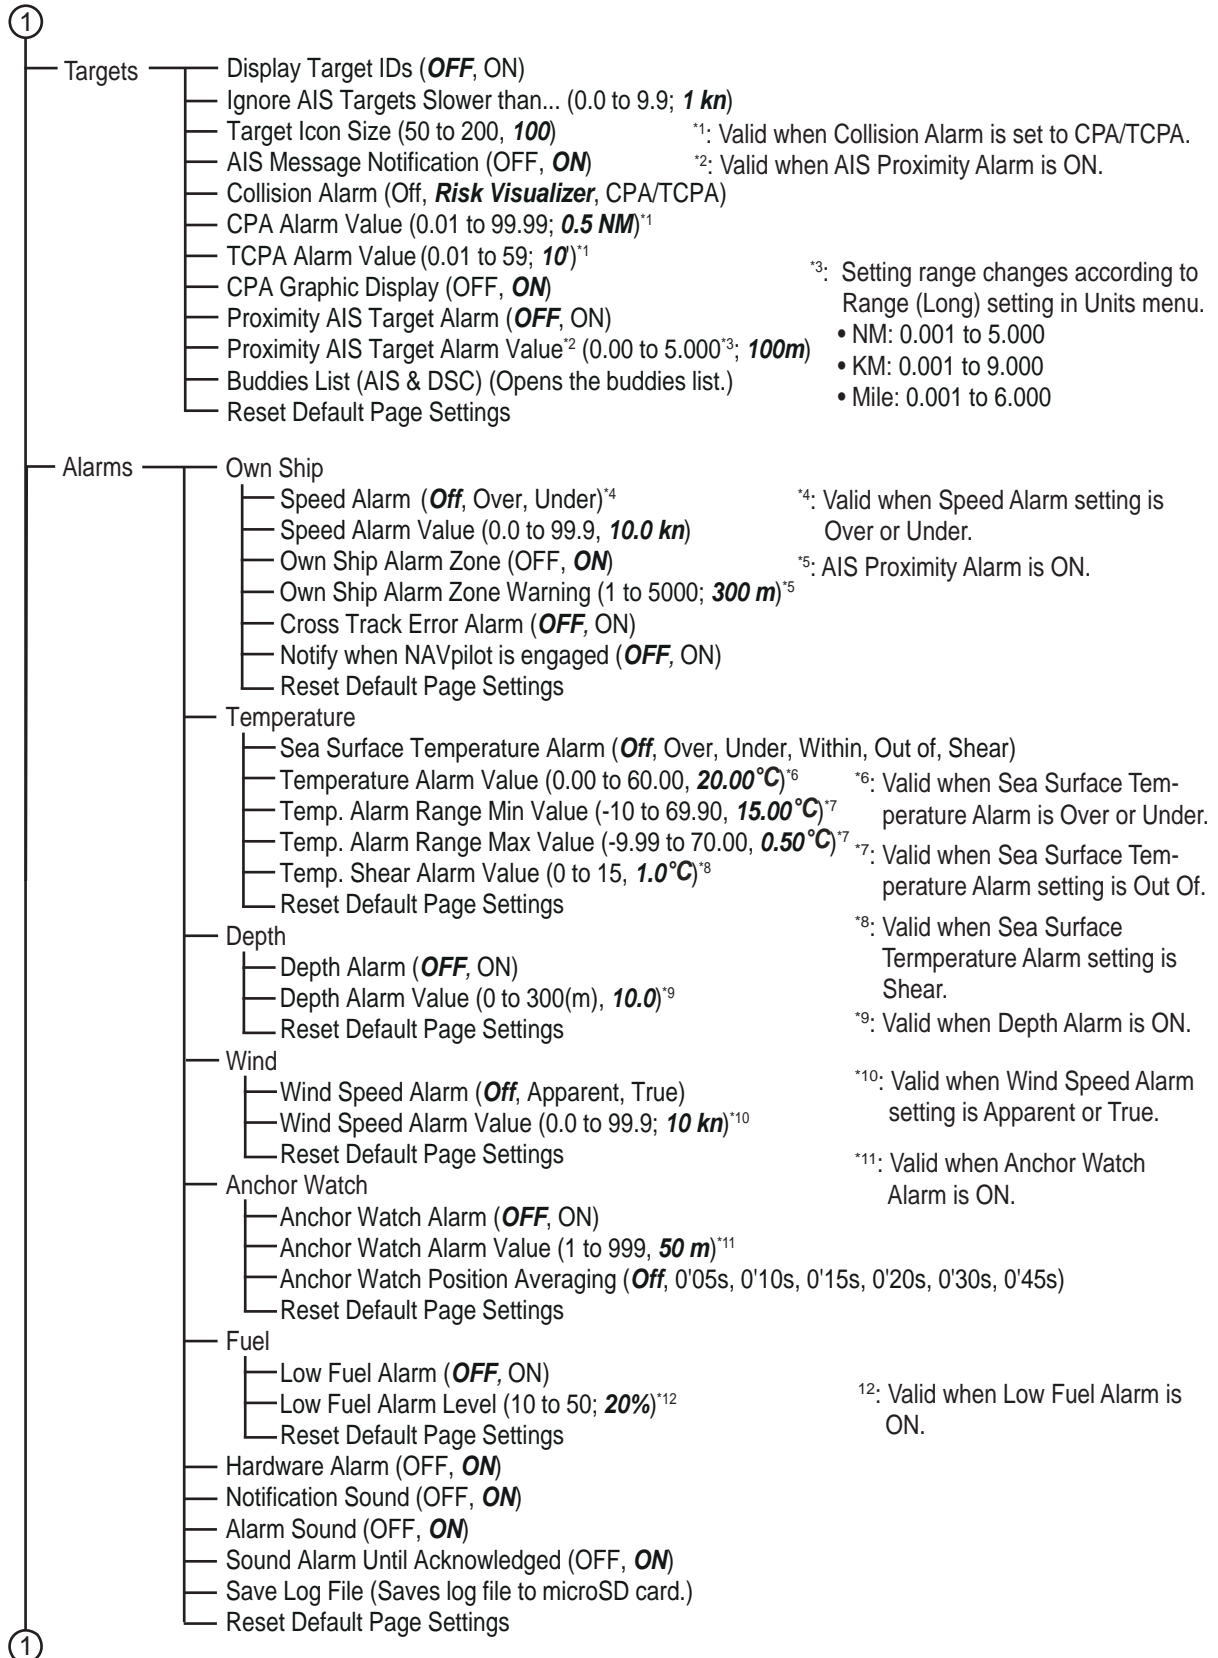 1
Targets
Display Target IDs (OFF, ON)
Ignore AIS Targets Slower than... (0.0 to 9.9; 1 kn)
Target Icon Size (50 to 200, 100)
AIS Message Notification (OFF, ON)
Collision Alarm (Off, Risk Visualizer, CPA/TCPA)
CPA Alarm Value (0.01 to 99.99; 0.5 NM)*1
TCPA Alarm Value (0.01 to 59; 10')*1
CPA Graphic Display (OFF, ON)
Proximity AIS Target Alarm (OFF, ON)
Proximity AIS Target Alarm Value*2 (0.00 to 5.000*3; 100m)
Buddies List (AIS & DSC) (Opens the buddies list.)
Reset Default Page Settings
*1: Valid when Collision Alarm is set to CPA/TCPA.
*2: Valid when AIS Proximity Alarm is ON.
*3: Setting range changes according to
Range (Long) setting in Units menu.
• NM: 0.001 to 5.000
• KM: 0.001 to 9.000
• Mile: 0.001 to 6.000
Alarms
Own Ship
Speed Alarm (Off, Over, Under)*4
Speed Alarm Value (0.0 to 99.9, 10.0 kn)
Own Ship Alarm Zone (OFF, ON)
Own Ship Alarm Zone Warning (1 to 5000; 300 m)*5
Cross Track Error Alarm (OFF, ON)
Notify when NAVpilot is engaged (OFF, ON)
Reset Default Page Settings
*4: Valid when Speed Alarm setting is
Over or Under.
*5: AIS Proximity Alarm is ON.
Temperature
Sea Surface Temperature Alarm (Off, Over, Under, Within, Out of, Shear)
Temperature Alarm Value (0.00 to 60.00, 20.00°C)*6
Temp. Alarm Range Min Value (-10 to 69.90, 15.00°C)*7
Temp. Alarm Range Max Value (-9.99 to 70.00, 0.50°C)*7
Temp. Shear Alarm Value (0 to 15, 1.0°C)*8
Reset Default Page Settings
*6: Valid when Sea Surface Tem-
perature Alarm is Over or Under.
*7: Valid when Sea Surface Tem-
perature Alarm setting is Out Of.
*8: Valid when Sea Surface
Termperature Alarm setting is
Shear.
Depth
Depth Alarm (OFF, ON)
Depth Alarm Value (0 to 300(m), 10.0)*9
Reset Default Page Settings
*9: Valid when Depth Alarm is ON.
Wind
Wind Speed Alarm (Off, Apparent, True)
Wind Speed Alarm Value (0.0 to 99.9; 10 kn)*10
Reset Default Page Settings
*10: Valid when Wind Speed Alarm
setting is Apparent or True.
Anchor Watch
Anchor Watch Alarm (OFF, ON)
Anchor Watch Alarm Value (1 to 999, 50 m)*11
Anchor Watch Position Averaging (Off, 0'05s, 0'10s, 0'15s, 0'20s, 0'30s, 0'45s)
Reset Default Page Settings
*11: Valid when Anchor Watch
Alarm is ON.
Fuel
Low Fuel Alarm (OFF, ON)
Low Fuel Alarm Level (10 to 50; 20%)*12
Reset Default Page Settings
12: Valid when Low Fuel Alarm is
ON.
Hardware Alarm (OFF, ON)
Notification Sound (OFF, ON)
Alarm Sound (OFF, ON)
Sound Alarm Until Acknowledged (OFF, ON)
Save Log File (Saves log file to microSD card.)
Reset Default Page Settings
1